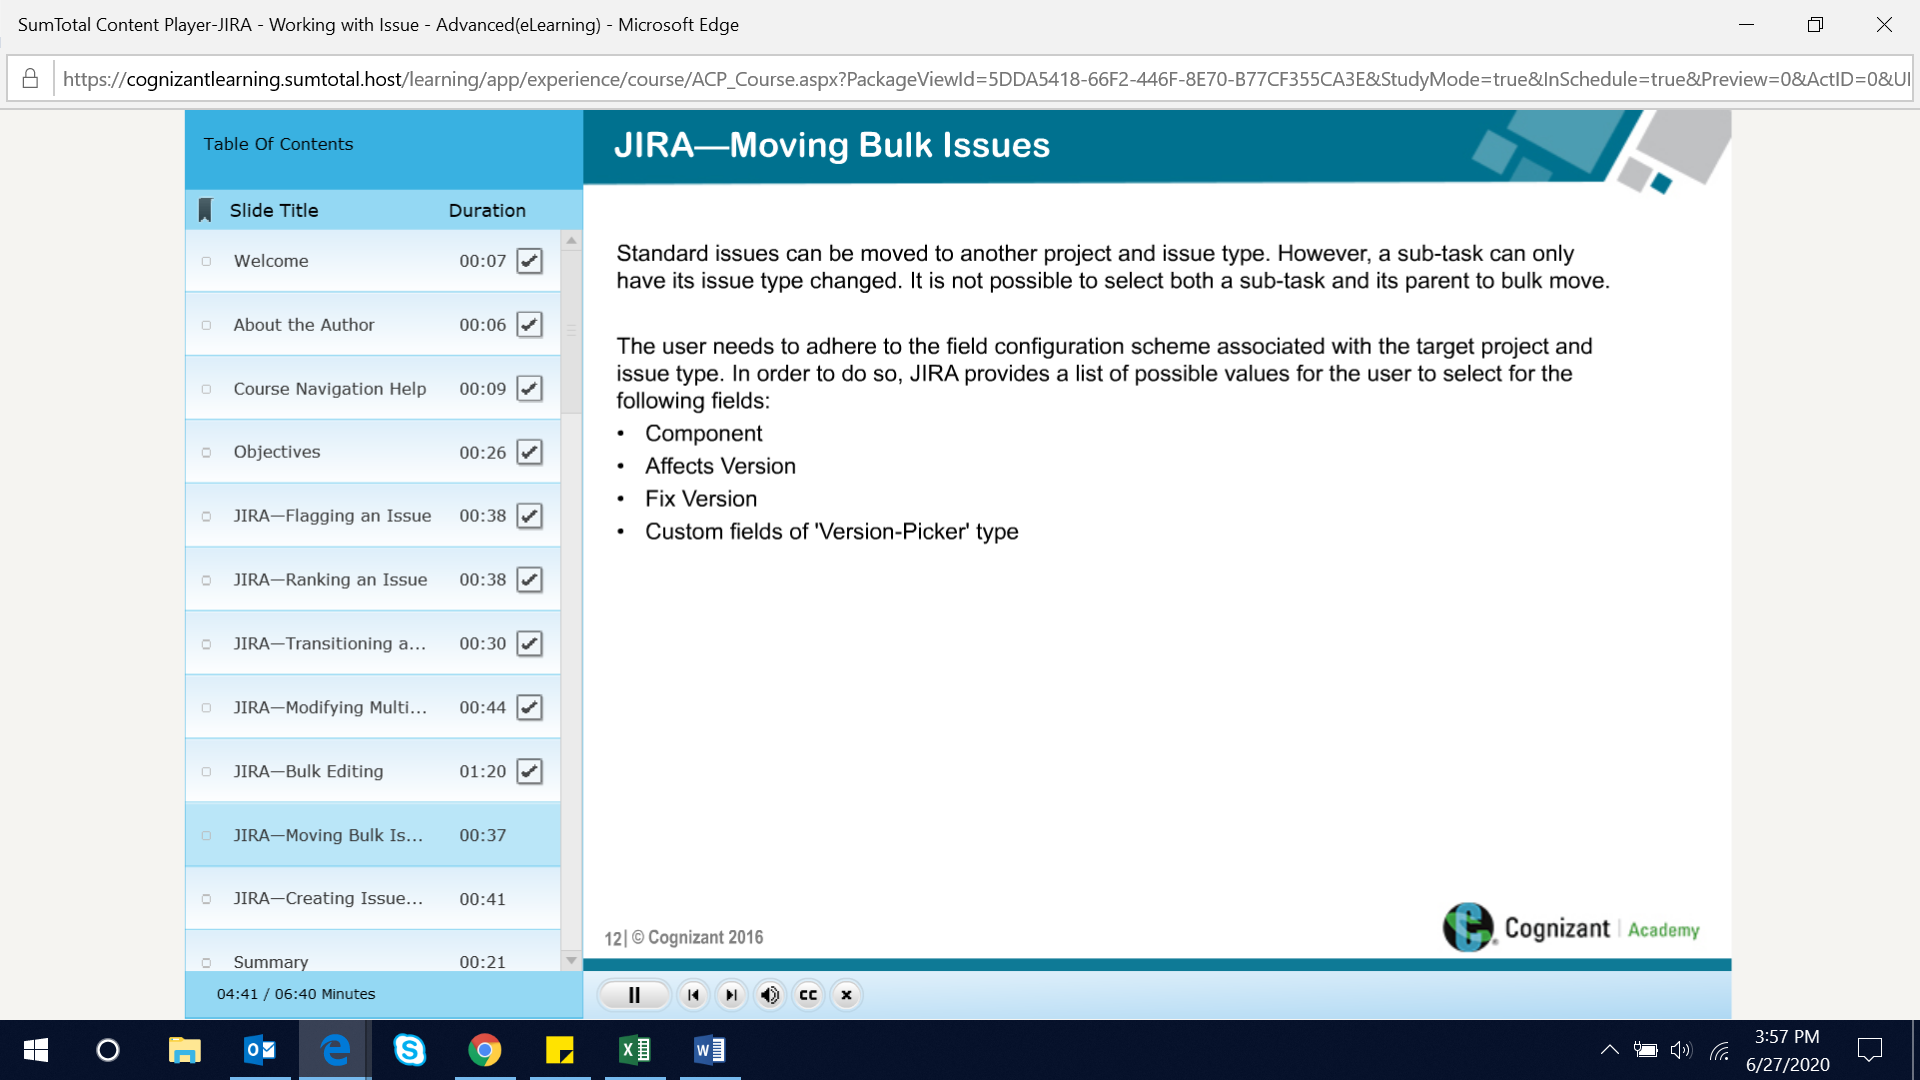 SumTotal Content Player-JIRA - Working with Issue - Advanced(eLearning) - Microsoft Edge
https://cognizantlearning.sumtotal.host/learning/app/experience/course/ACP_Course.aspx?PackageViewId=5DDA5418-66F2-446F-8E70-B77CF355CA3E&StudyMode=true&InSchedule=true&Preview=0&ActID=0&UI
Table Of Contents
Slide Title Duration
Welcome 00:07
About the Author 00:06
Course Navigation Help 00:09
Objectives 00:26
JIRA—Flagging an Issue 00:38
JIRA—Ranking an Issue 00:38
JIRA—Transitioning a... 00:30
JIRA—Modifying Multi... 00:44
JIRA—Bulk Editing 01:20
JIRA—Moving Bulk Is... 00:37
JIRA—Creating Issue... 00:41
Summary 00:21
04:41 / 06:40 Minutes
JIRA—Moving Bulk Issues
Standard issues can be moved to another project and issue type. However, a sub-task can only
have its issue type changed. It is not possible to select both a sub-task and its parent to bulk move.
The user needs to adhere to the field configuration scheme associated with the target project and
issue type. In order to do so, JIRA provides a list of possible values for the user to select for the
following fields:
• Component
• Affects Version
• Fix Version
• Custom fields of 'Version-Picker' type
12| © Cognizant 2016
Cognizant | Academy
CC
3:57 PM
6/27/2020